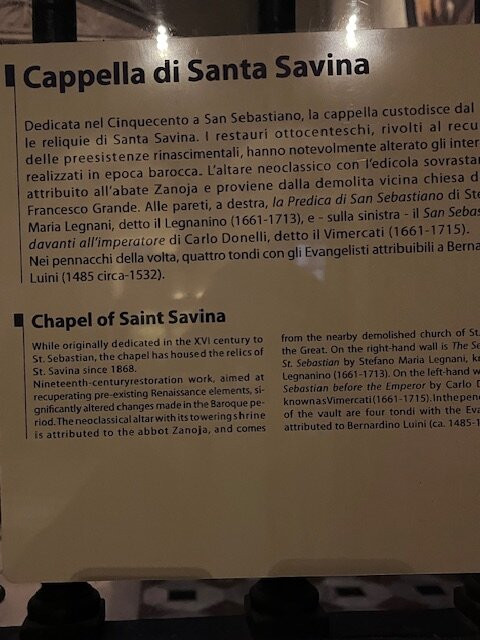 Cappella di Santa Savina
Dedicata nel Cinquecento a San Sebastiano, la cappella custodisce dal
le reliquie di Santa Savina. I restauri ottocenteschi, rivolti al recu
delle preesistenze rinascimentali, hanno notevolmente alterato gli inter
realizzati in epoca barocca. L'altare neoclassico con l'edicola sovrastan
attribuito all'abate Zanoja e proviene dalla demolita vicina chiesa d
Francesco Grande. Alle pareti, a destra, la Predica di San Sebastiano di Ste
Maria Legnani, detto il Legnanino (1661-1713), e - sulla sinistra - il San Sebas
davanti all'imperatore di Carlo Donelli, detto il Vimercati (1661-1715).
Nei pennacchi della volta, quattro tondi con gli Evangelisti attribuibili a Berna
Luini (1485 circa-1532).
Chapel of Saint Savina
While originally dedicated in the XVI century to
St. Sebastian, the chapel has housed the relics of
St. Savina since 1868.
Nineteenth-centuryrestoration work, aimed at
recuperating pre-existing Renaissance elements, si-
gnificantly altered changes made in the Baroque pe-
riod. The neoclassical altar with its towering shrine
is attributed to the abbot Zanoja, and comes
from the nearby demolished church of St.
the Great. On the right-hand wall is The Se
St. Sebastian by Stefano Maria Legnani, k
Legnanino (1661-1713). On the left-hand w
Sebastian before the Emperor by Carlo D
known as Vimercati (1661-1715). In the pen
of the vault are four tondi with the Eva
attributed to Bernardino Luini (ca. 1485-1